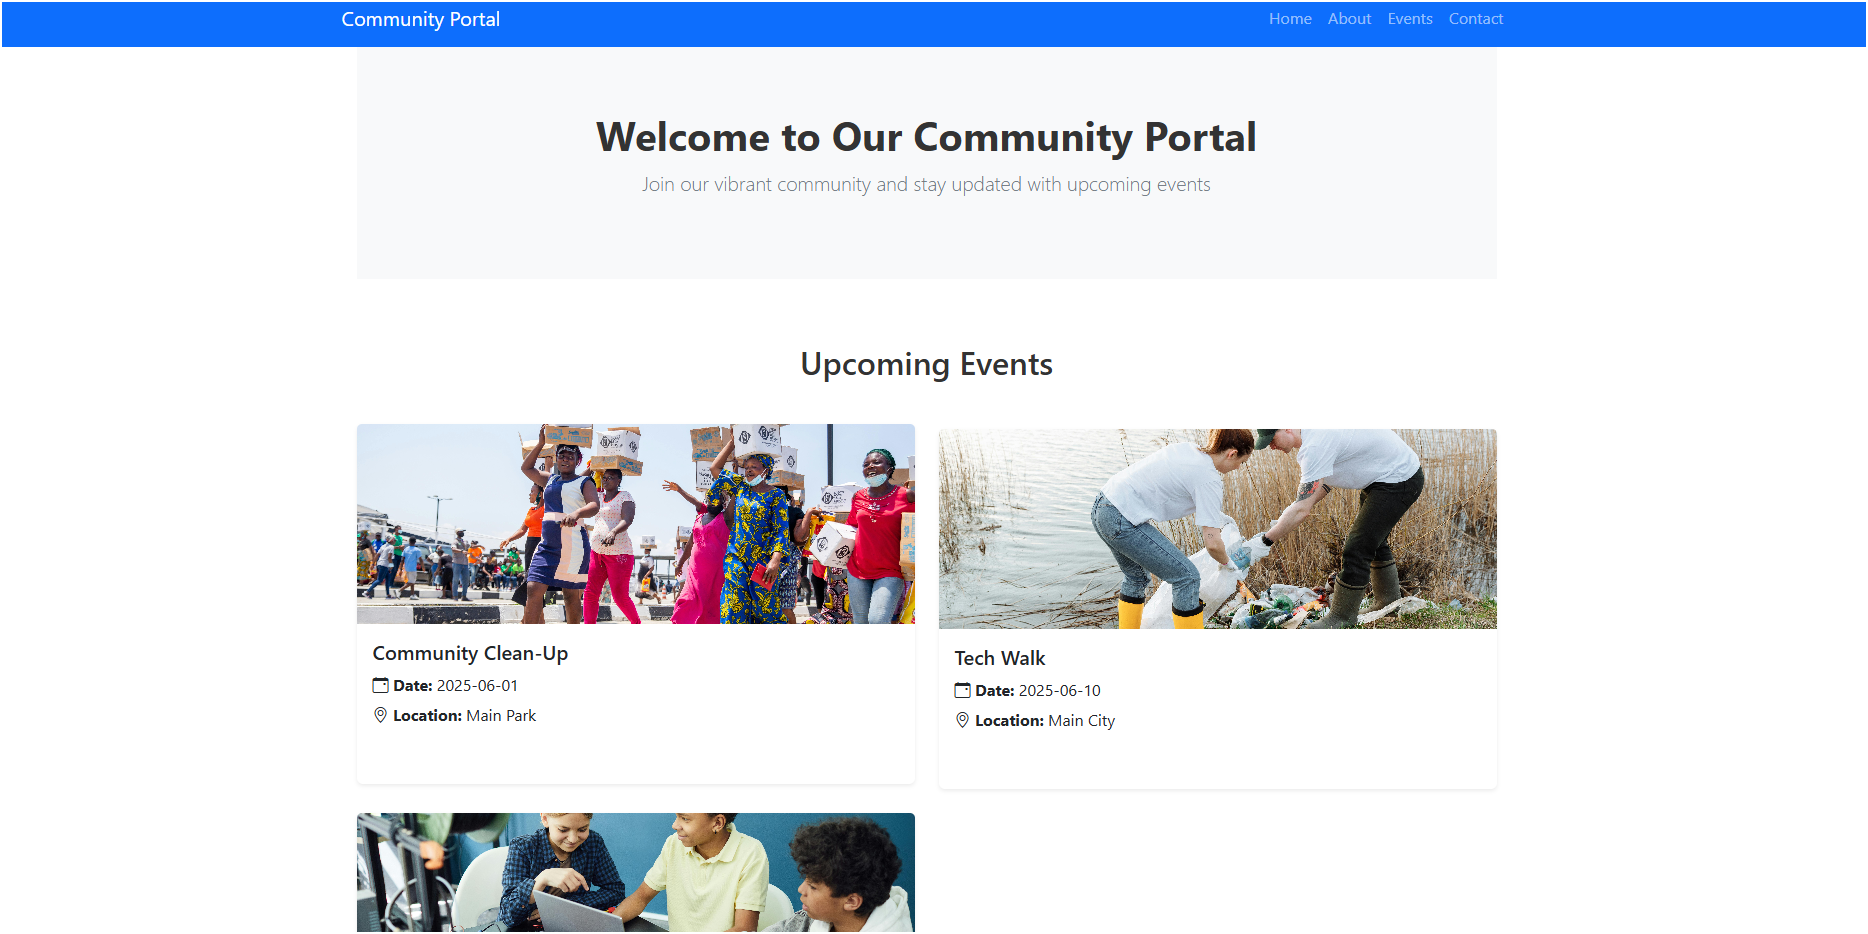 Community Portal
Home About Events Contact
Welcome to Our Community Portal
Join our vibrant community and stay updated with upcoming events
Upcoming Events
Community Clean-Up
Date: 2025-06-01
Location: Main Park
Tech Walk
Date: 2025-06-10
Location: Main City